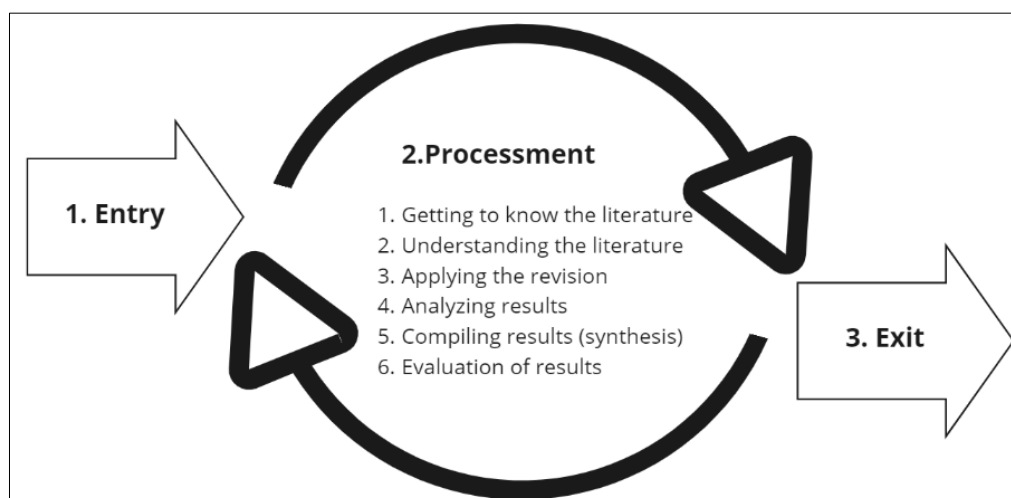 1. Entry
2.Processment
1. Getting to know the literature
2. Understanding the literature
3. Applying the revision
4. Analyzing results
5. Compiling results (synthesis)
6. Evaluation of results
3. Exit